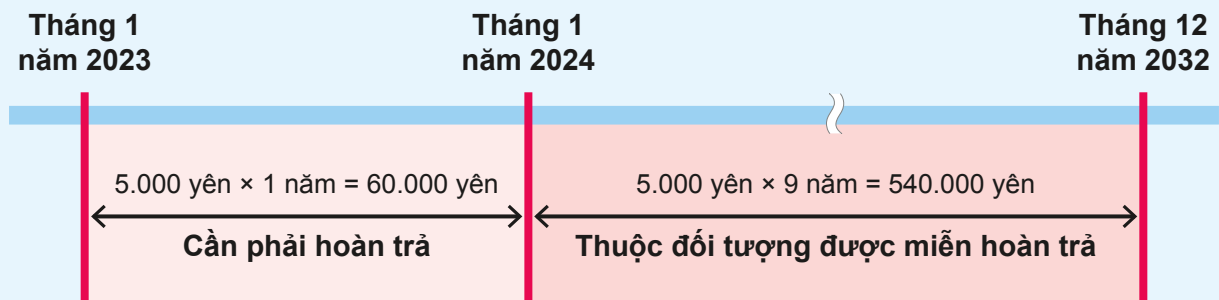 Tháng 1
năm 2023
Tháng 1
năm 2024
Tháng 12
năm 2032
5.000 yên × 1 năm = 60.000 yên
5.000 yên × 9 năm = 540.000 yên
Cần phải hoàn trả
Thuộc đối tượng được miễn hoàn trả